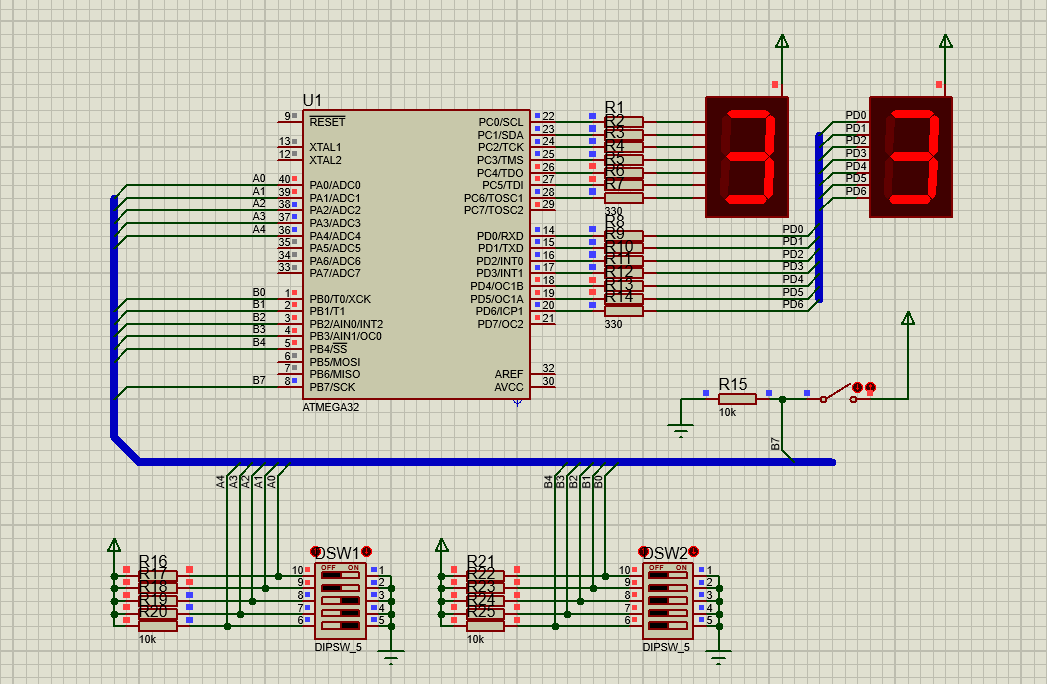 U1
9
RESET
13
XTAL1
12
XTAL2
A0
40
PA0/ADC0
A1
39
PA1/ADC1
A2
38
PA2/ADC2
A3
37
PA3/ADC3
A4
36
PA4/ADC4
35
PA5/ADC5
34
PA6/ADC6
33
PA7/ADC7
B0
1
PB0/T0/XCK
B1
2
PB1/T1
B2
3
PB2/AIN0/INT2
B3
4
PB3/AIN1/OC0
B4
5
PB4/SS
6
PB5/MOSI
7
PB6/MISO
B7
8
PB7/SCK
ATMEGA32
PC0/SCL
22
PC1/SDA
23
PC2/TCK
24
PC3/TMS
25
PC4/TDO
26
PC5/TDI
27
PC6/TOSC1
28
PC7/TOSC2
29
PD0/RXD
14
PD1/TXD
15
PD2/INT0
16
PD3/INT1
17
PD4/OC1B
18
PD5/OC1A
19
PD6/ICP1
20
PD7/OC2
21
AREF
32
AVCC
30
R1
R2
R3
R4
R5
R6
R7
330
R8
R9
R10
R11
R12
R13
R14
330
PD0
PD1
PD2
PD3
PD4
PD5
PD6
3
PD0
PD1
PD2
PD3
PD4
PD5
PD6
3
R15
10k
B7
A4
A3
A2
A1
A0
B4
B3
B2
B1
B0
R16
R17
R18
R19
R20
10k
DSW1
OFF ON
10
9
8
7
6
1
2
3
4
5
DIPSW_5
R21
R22
R23
R24
R25
10k
DSW2
OFF ON
10
9
8
7
6
1
2
3
4
5
DIPSW_5